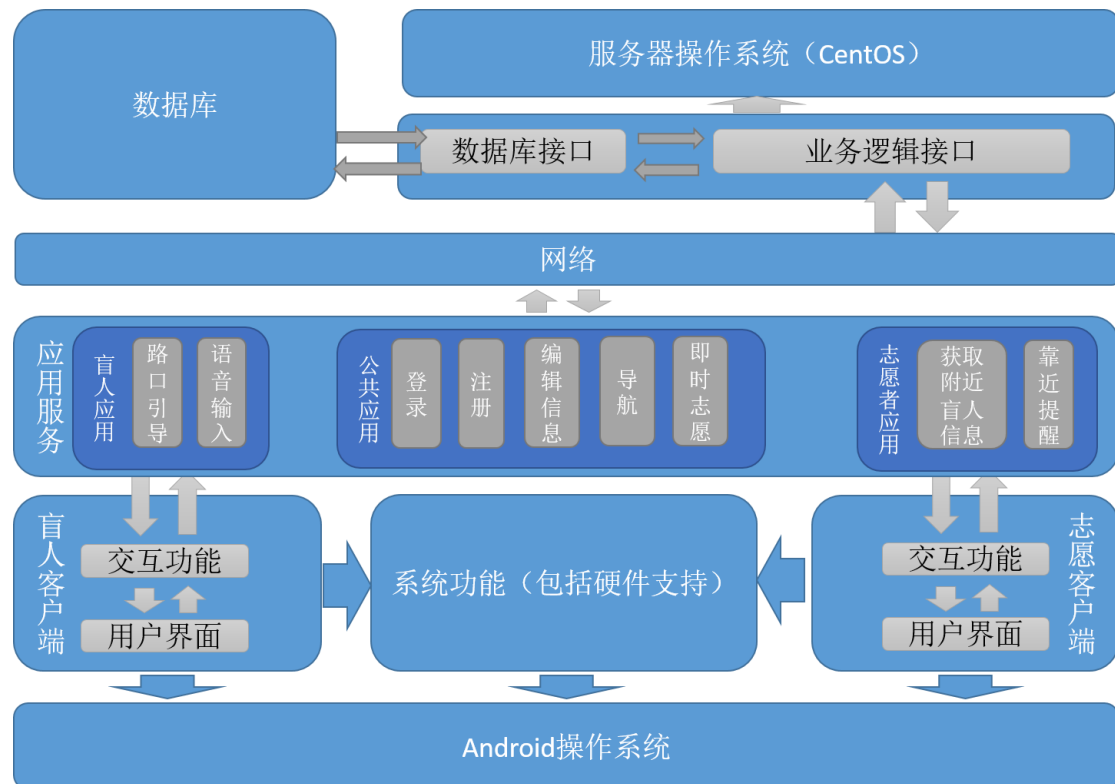 数据库
服务器操作系统（CentOS）
数据库接口
业务逻辑接口
网络
应用服务
盲人应用
路口引导
语音输入
公共应用
登录
注册
编辑信息
导航
即时志愿
志愿者应用
获取
附近
盲人
信息
靠近提醒
盲人客户端
交互功能
用户界面
系统功能（包括硬件支持）
交互功能
用户界面
志愿客户端
Android操作系统